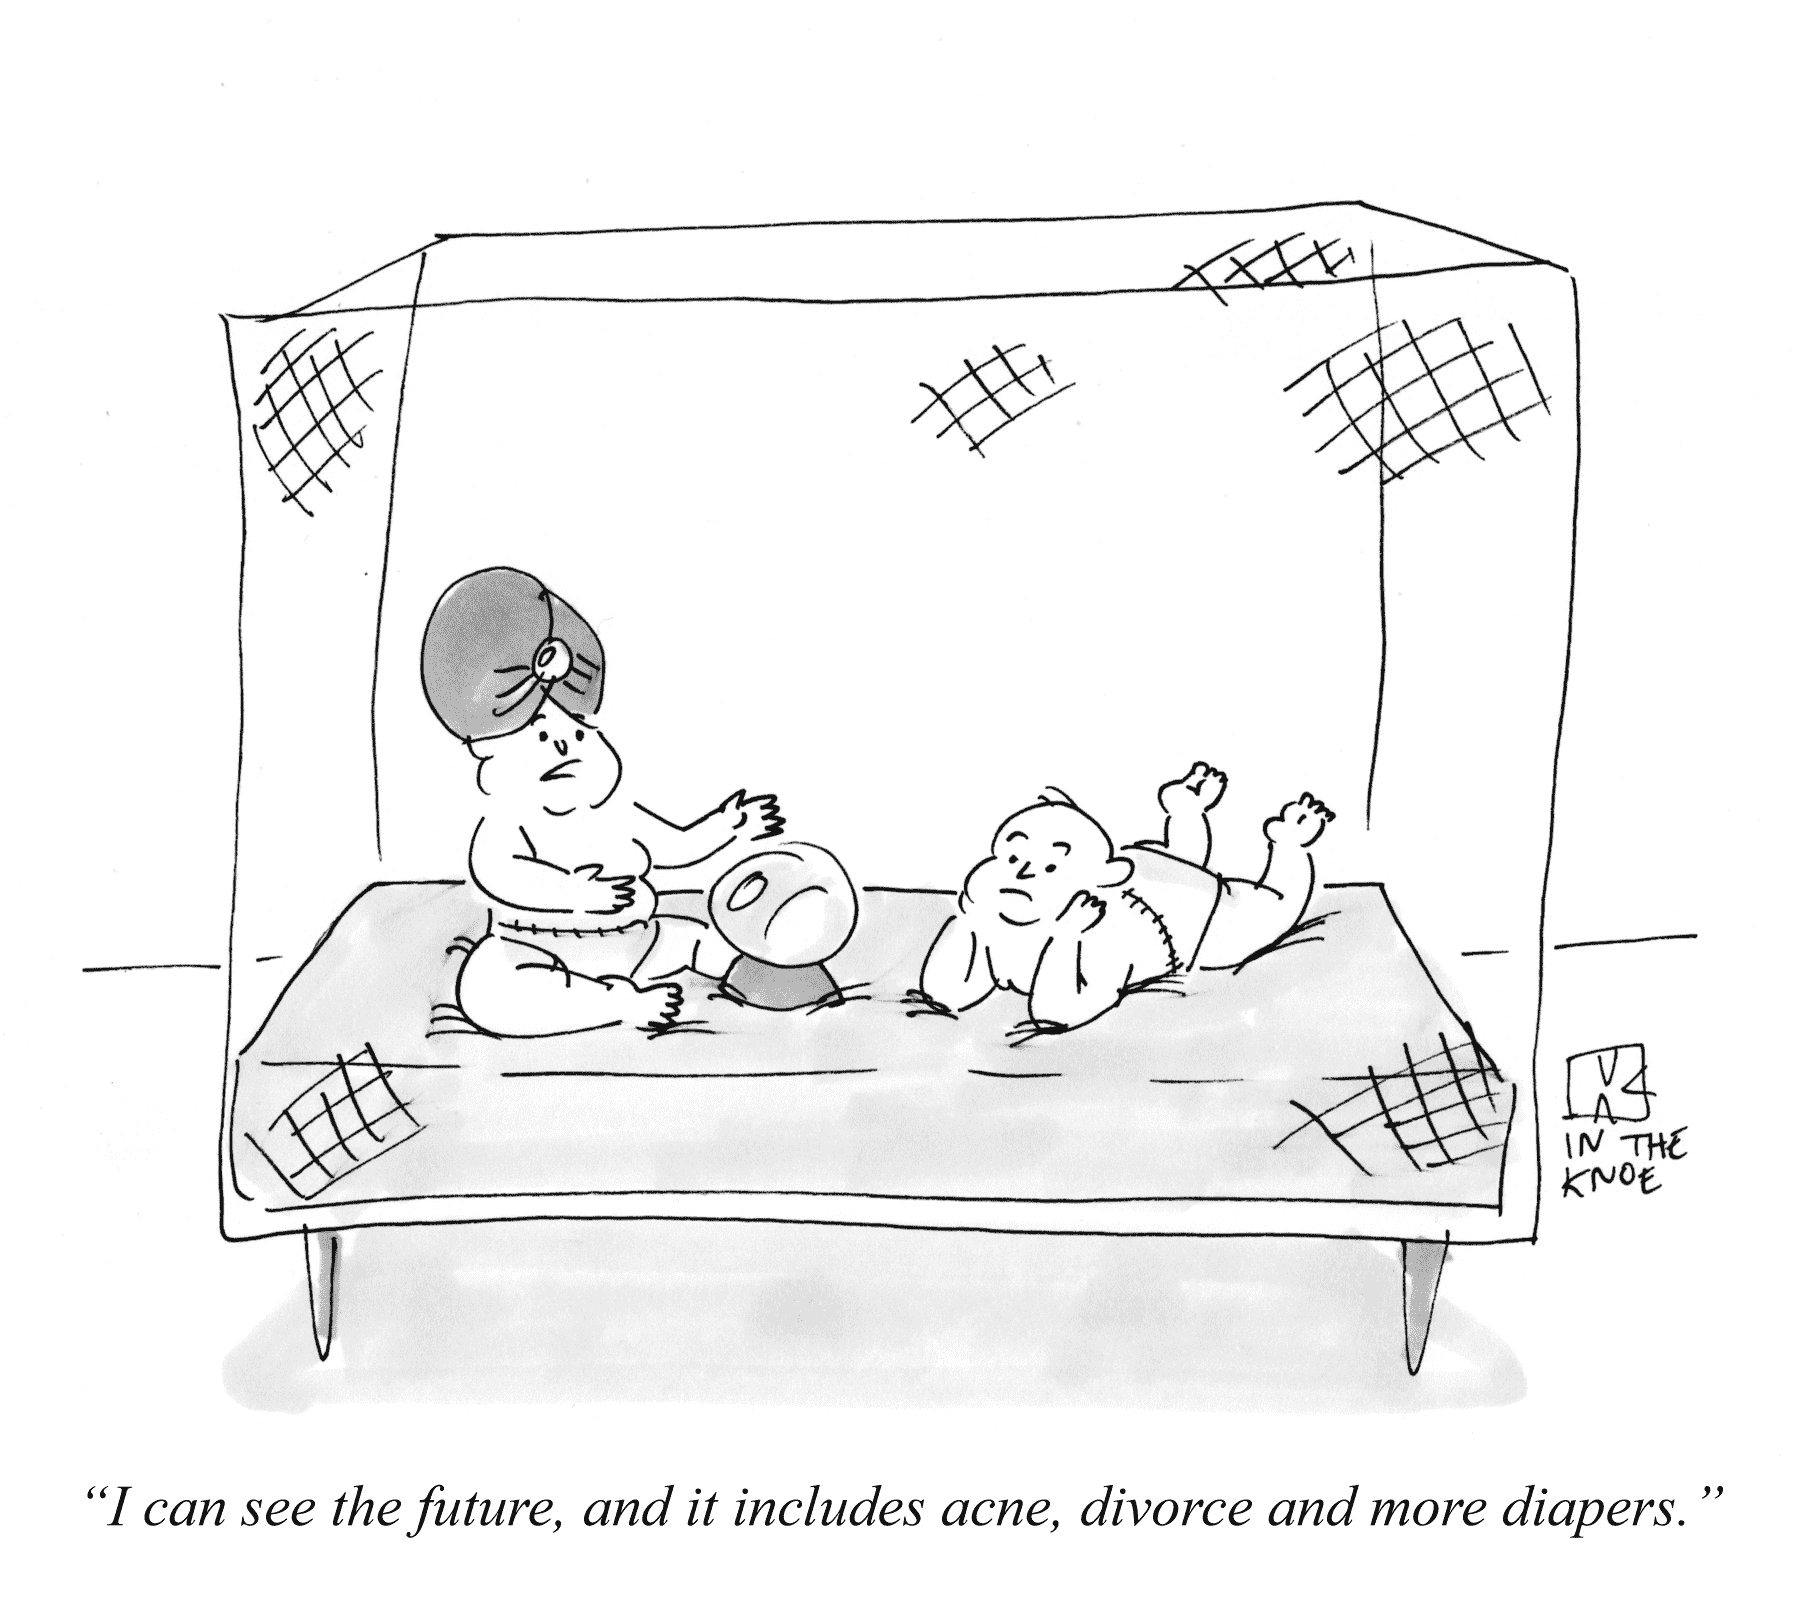 IN THE
KNOE
“I can see the future, and it includes acne, divorce and more diapers.”